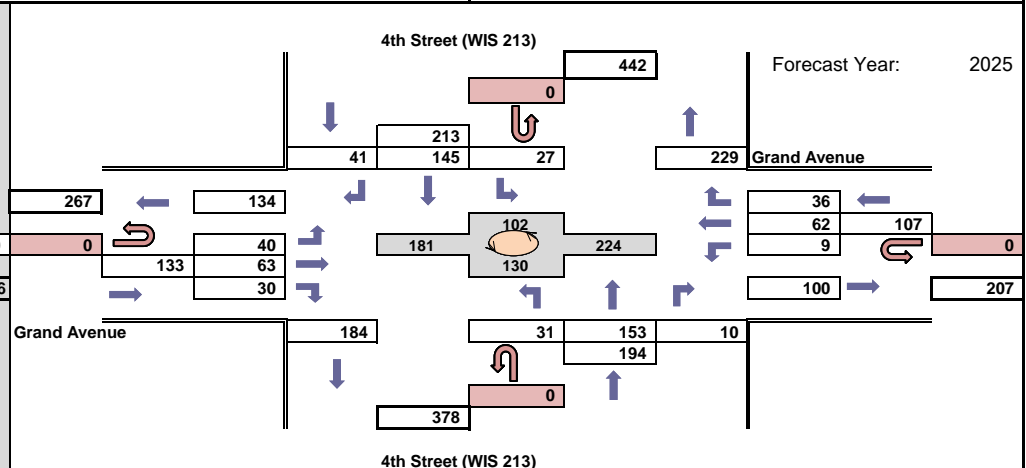 4th Street (WIS 213)
442
Forecast Year: 2025
0
213
41 145 27 229 Grand Avenue
267 134 36
102
62 107
0 40 181 224 9 0
133 63 130
6 30 100 207
Grand Avenue 184 31 153 10
194
0
378
4th Street (WIS 213)